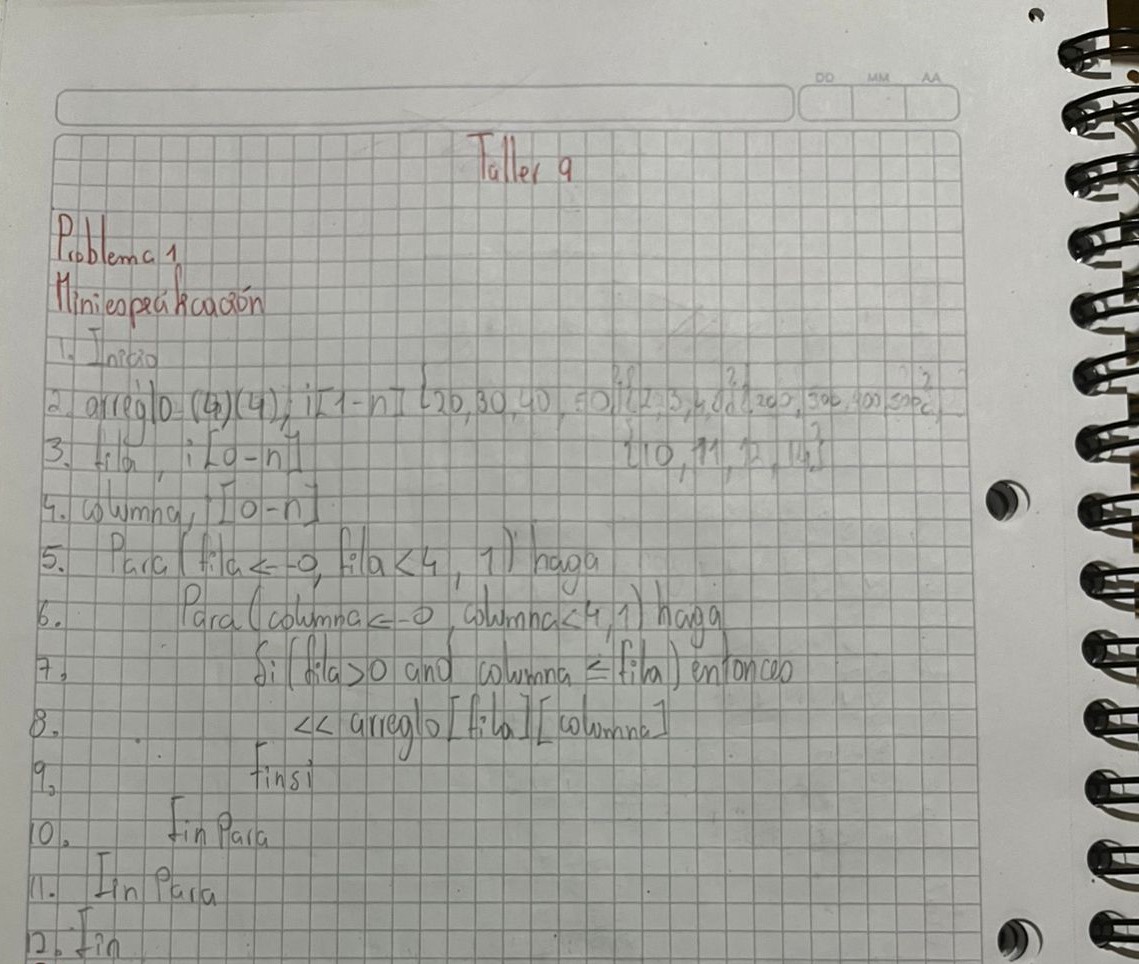 DD MM AA
Taller 9
Problema 1
Miniespecificación
1. Inicio
2. arreglo (4)(4), i[1-n] {20,30,40,50},{2,3,4,
{200,300,400,500},
3. fila, i[0-n]
{10,11,12,14}
4. columna, i[0-n]
5. Para (fila<-0, fila<4, 1) haga
6. Para (columna<-0, columna<4,1) haga
7. Si (fila>0 and columna ≤ fila) entonces
8. << arreglo[fila][columna]
9. finsi
10. fin Para
11. Fin Para
12. Fin